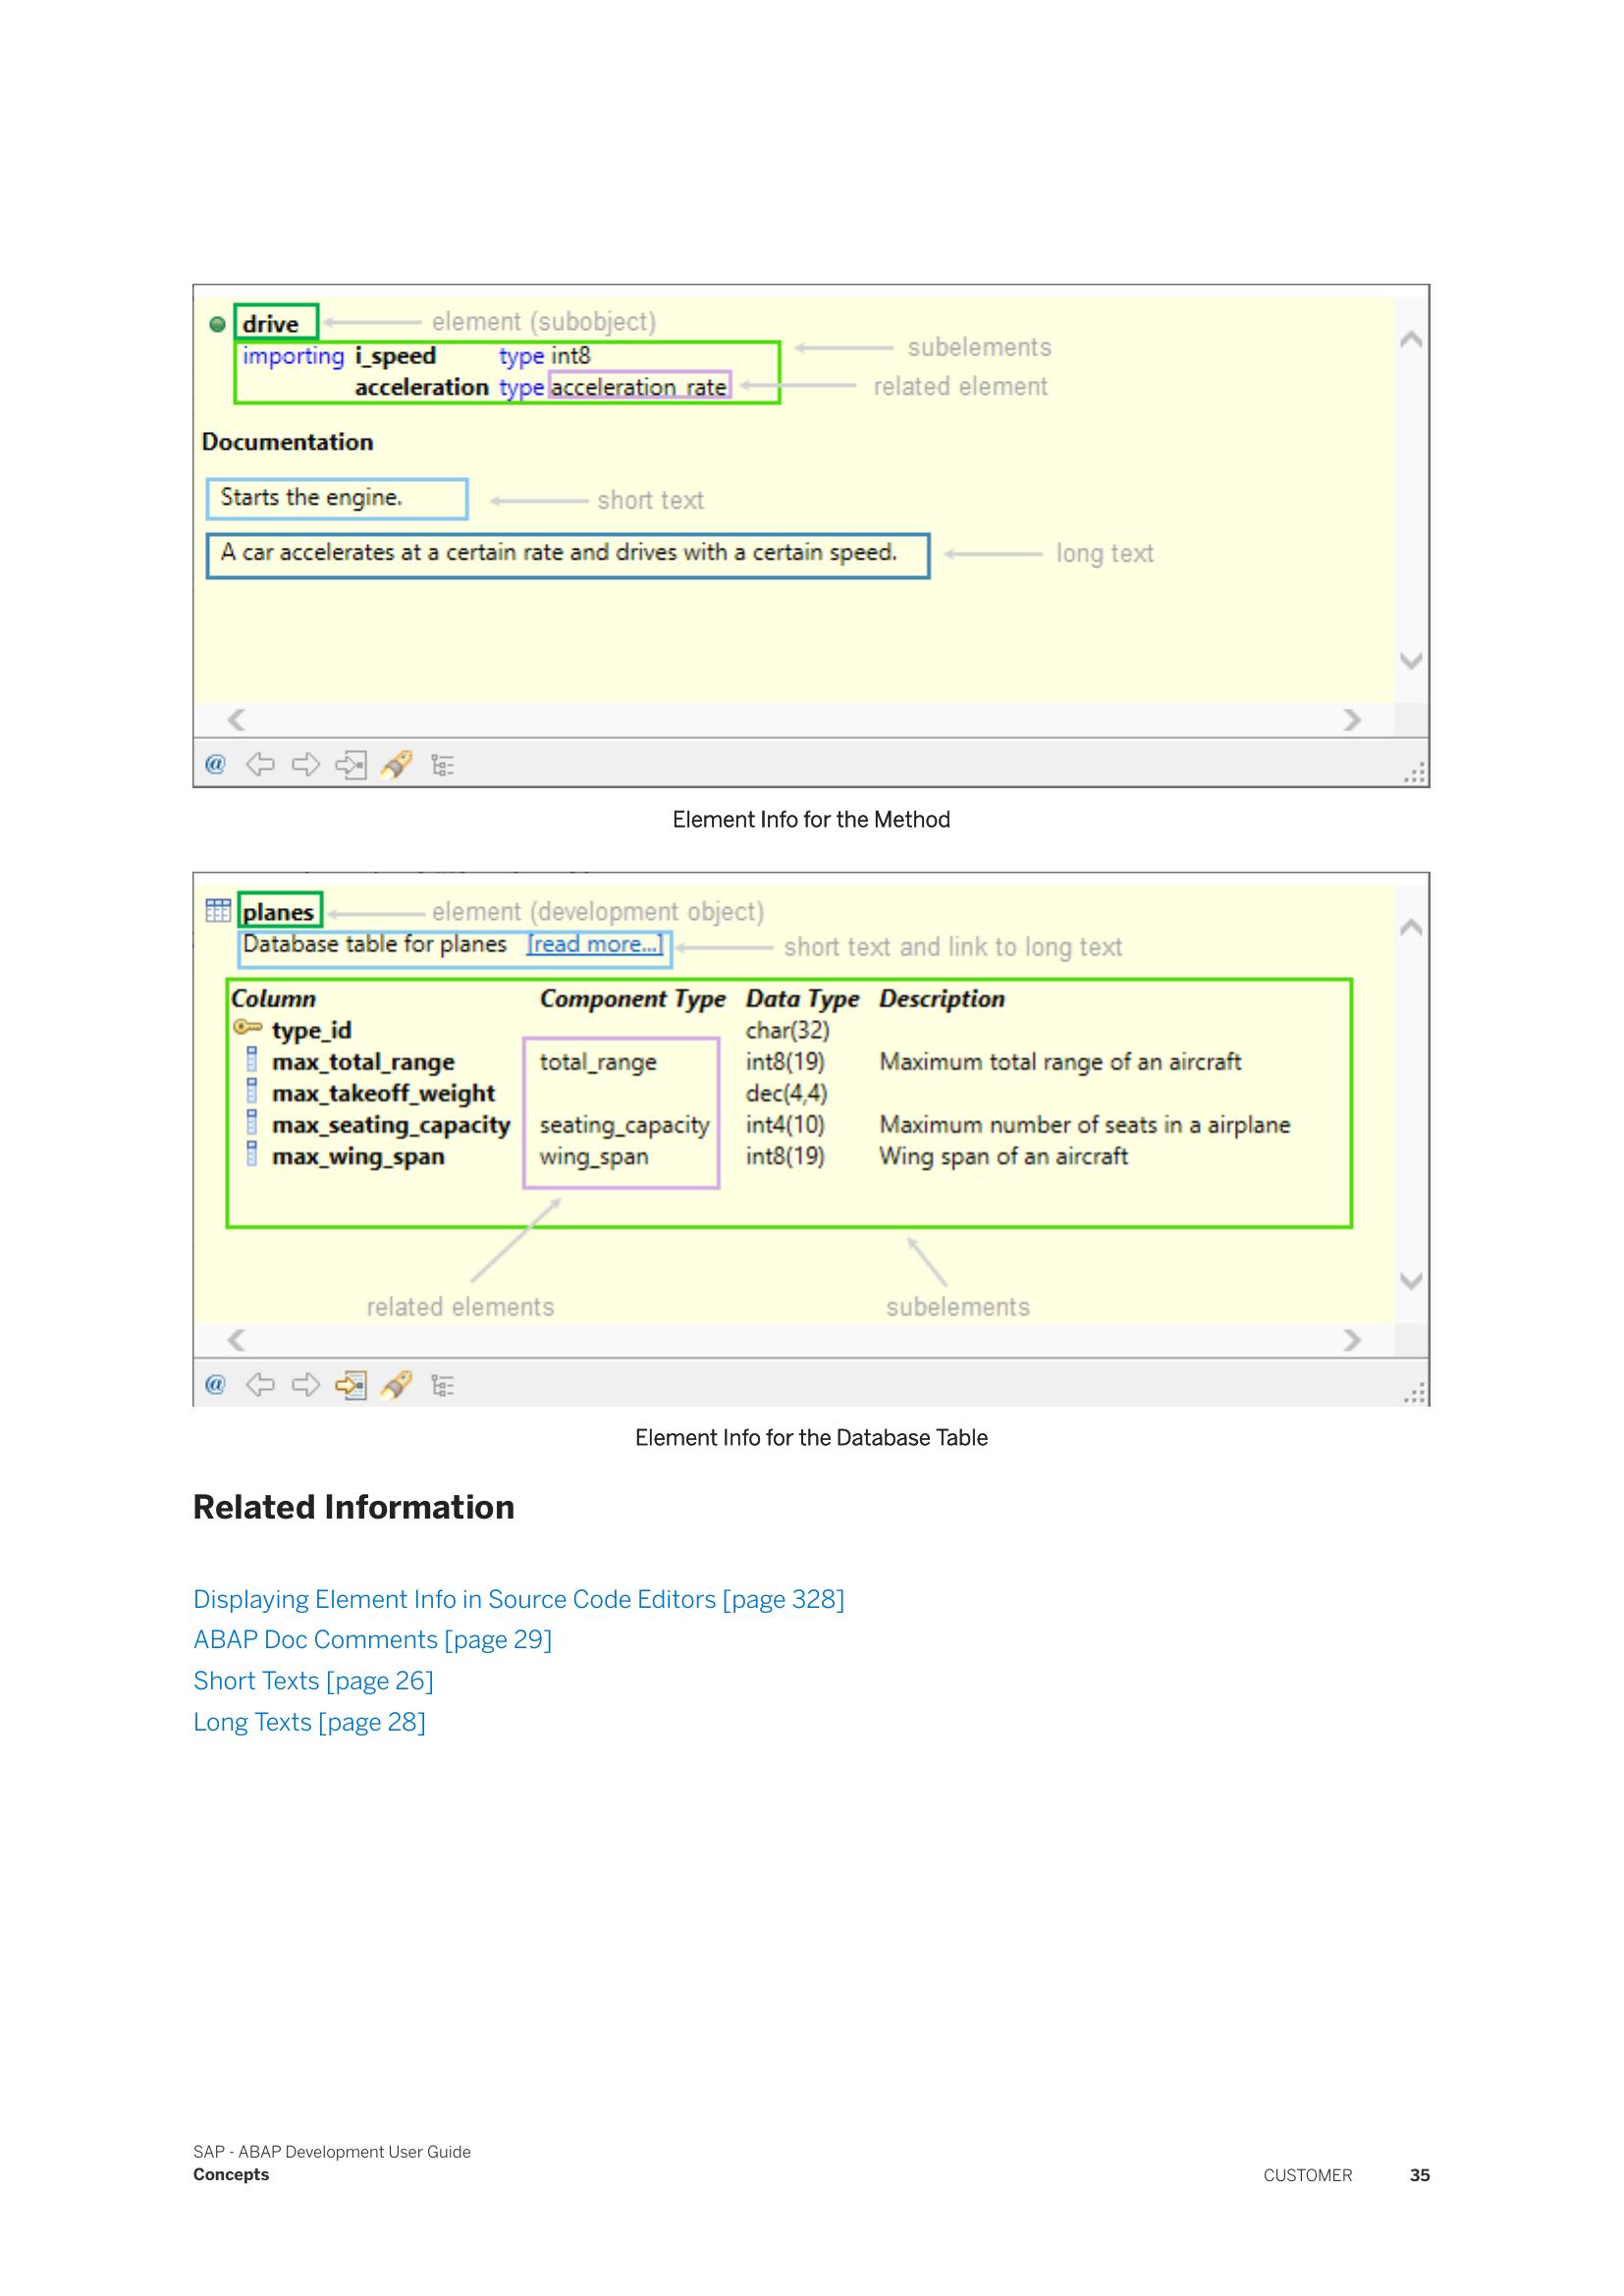 drive element (subobject)
importing i_speed type int8 subelements
acceleration type acceleration_rate related element
Documentation
Starts the engine. short text
A car accelerates at a certain rate and drives with a certain speed. long text
@
Element Info for the Method
planes element (development object)
Database table for planes [read more...] short text and link to long text
Column Component Type Data Type Description
type_id char(32)
max_total_range total_range int8(19) Maximum total range of an aircraft
max_takeoff_weight dec(4,4)
max_seating_capacity seating_capacity int4(10) Maximum number of seats in a airplane
max_wing_span wing_span int8(19) Wing span of an aircraft
related elements subelements
@
Element Info for the Database Table
Related Information
Displaying Element Info in Source Code Editors [page 328]
ABAP Doc Comments [page 29]
Short Texts [page 26]
Long Texts [page 28]
SAP - ABAP Development User Guide
Concepts CUSTOMER 35